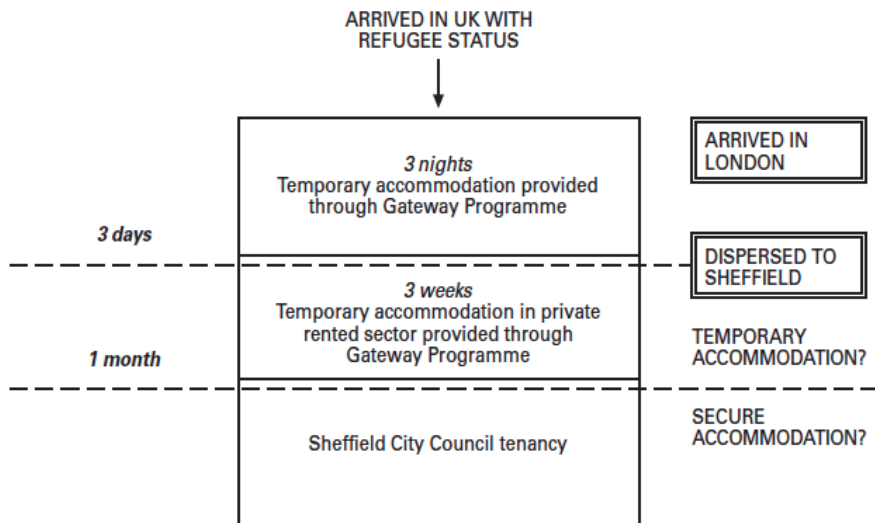 ARRIVED IN UK WITH
REFUGEE STATUS
3 nights
Temporary accommodation provided
through Gateway Programme
ARRIVED IN
LONDON
3 days
DISPERSED TO
SHEFFIELD
3 weeks
Temporary accommodation in private
rented sector provided through
Gateway Programme
TEMPORARY
ACCOMMODATION?
1 month
Sheffield City Council tenancy
SECURE
ACCOMMODATION?